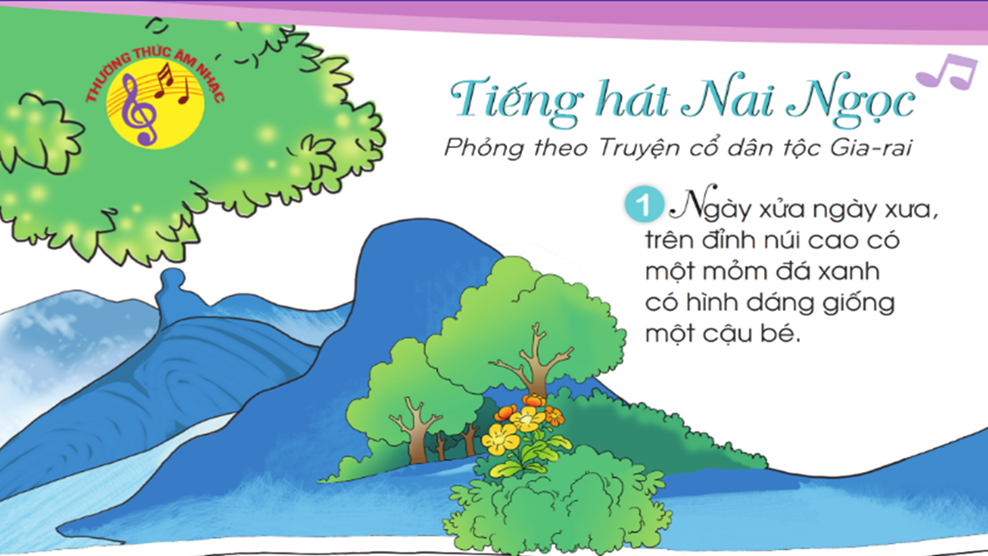 THƯỜNG THỨC ÂM NHẠC
Tiếng hát Nai Ngọc
Phỏng theo Truyện cổ dân tộc Gia-rai
1 Ngày xửa ngày xưa,
trên đỉnh núi cao có
một mỏm đá xanh
có hình dáng giống
một cậu bé.